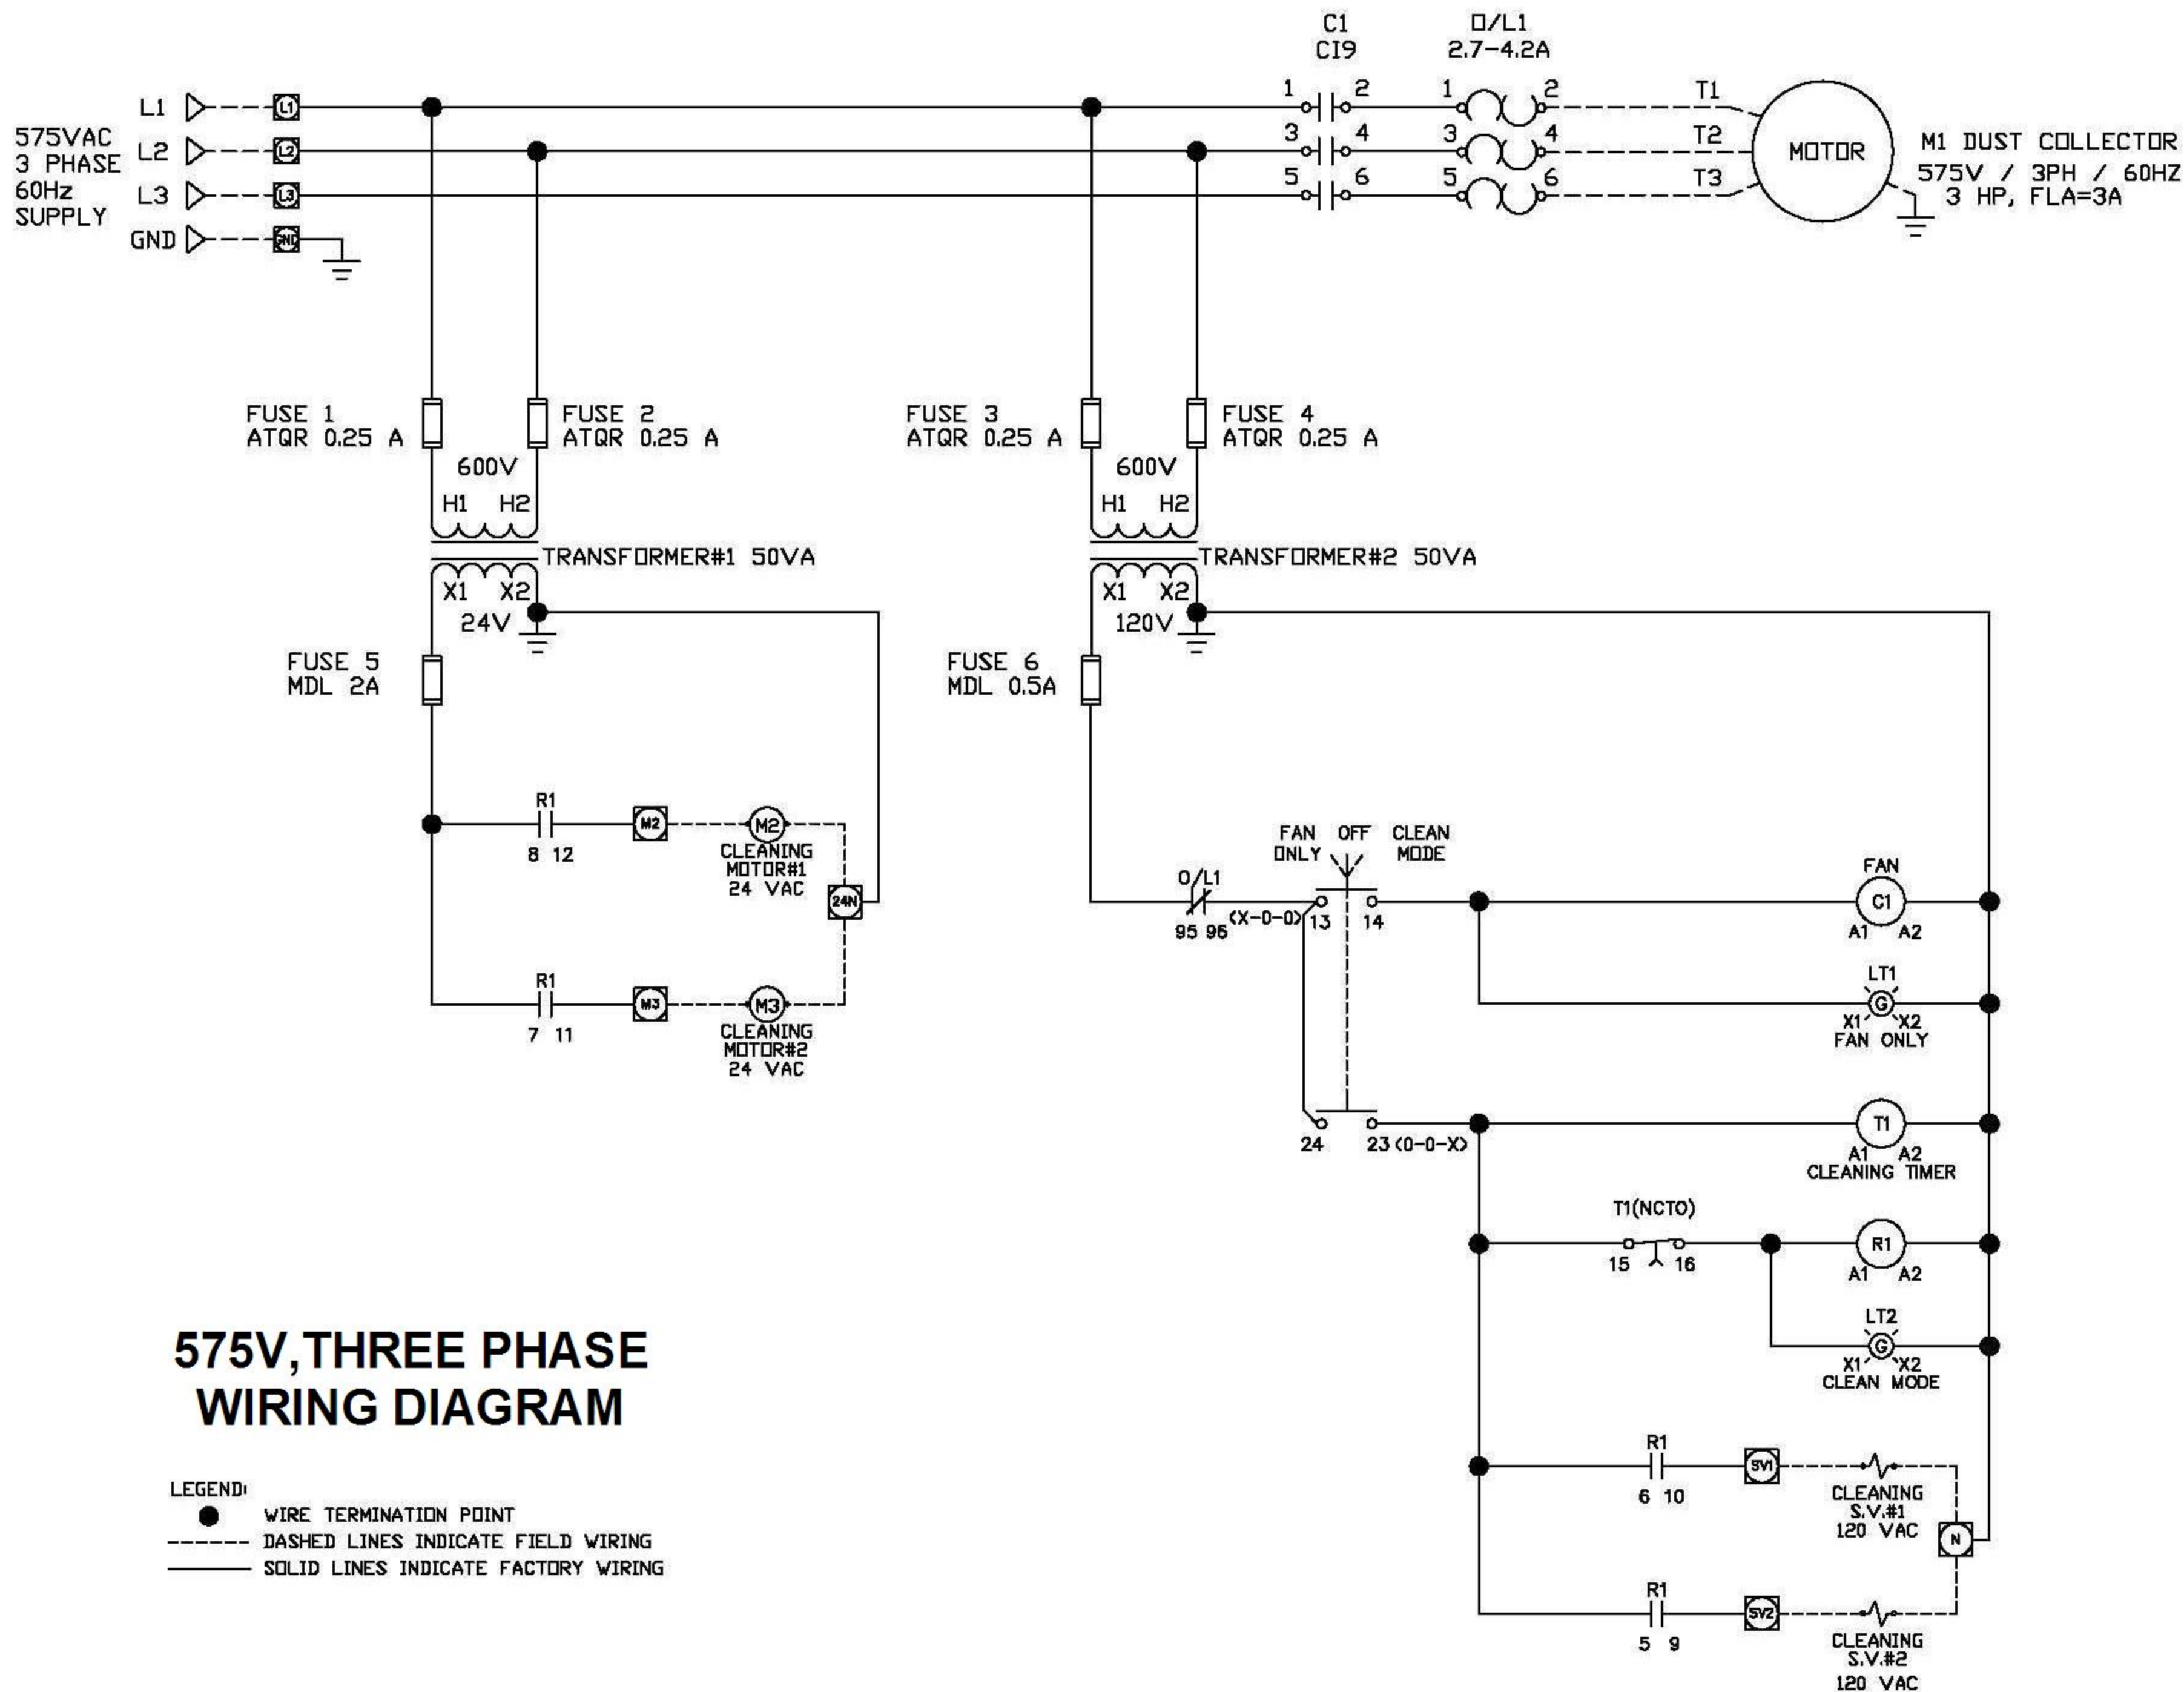 C1
CI9
O/L1
2.7-4.2A
L1
L2
L3
GND
575VAC
3 PHASE
60Hz
SUPPLY
L1
L2
L3
GND
1 2
3 4
5 6
1 2
3 4
5 6
T1
T2
T3
MOTOR
M1 DUST COLLECTOR
575V / 3PH / 60HZ
3 HP, FLA=3A
FUSE 1
ATQR 0.25 A
FUSE 2
ATQR 0.25 A
600V
H1 H2
TRANSFORMER#1 50VA
X1 X2
24V
FUSE 5
MDL 2A
FUSE 3
ATQR 0.25 A
FUSE 4
ATQR 0.25 A
600V
H1 H2
TRANSFORMER#2 50VA
X1 X2
120V
FUSE 6
MDL 0.5A
R1
8 12
M2
M2
CLEANING
MOTOR#1
24 VAC
24N
R1
7 11
M3
M3
CLEANING
MOTOR#2
24 VAC
O/L1
95 96
FAN ONLY
OFF
CLEAN MODE
(X-0-0)
13 14
24 23
(0-0-X)
FAN
C1
A1 A2
LT1
G
X1 X2
FAN ONLY
T1
A1 A2
CLEANING TIMER
T1(NCTO)
15 16
R1
A1 A2
LT2
G
X1 X2
CLEAN MODE
R1
6 10
SV1
CLEANING
S.V.#1
120 VAC
N
R1
5 9
SV2
CLEANING
S.V.#2
120 VAC
575V,THREE PHASE
WIRING DIAGRAM
LEGEND:
WIRE TERMINATION POINT
DASHED LINES INDICATE FIELD WIRING
SOLID LINES INDICATE FACTORY WIRING